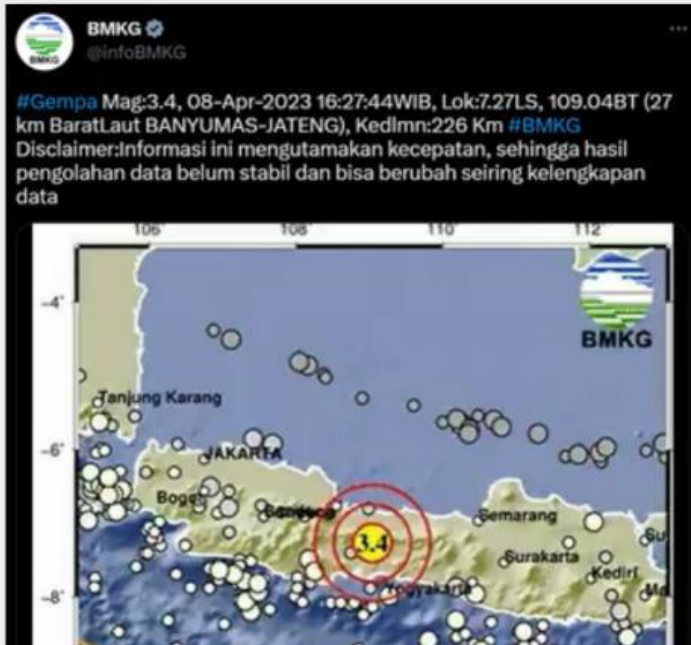 BMKG
@infoBMKG
BMKG
#Gempa Mag:3.4, 08-Apr-2023 16:27:44WIB, Lok:7.27LS, 109.04BT (27
km BaratLaut BANYUMAS-JATENG), Kedlmn:226 Km #BMKG
Disclaimer:Informasi ini mengutamakan kecepatan, sehingga hasil
pengolahan data belum stabil dan bisa berubah seiring kelengkapan
data
106 108 110 112
-4°
BMKG
Tanjung Karang
-6°
JAKARTA
Bogor
Semarang
3.4
Surakarta
Kediri
Yogyakarta
-8°